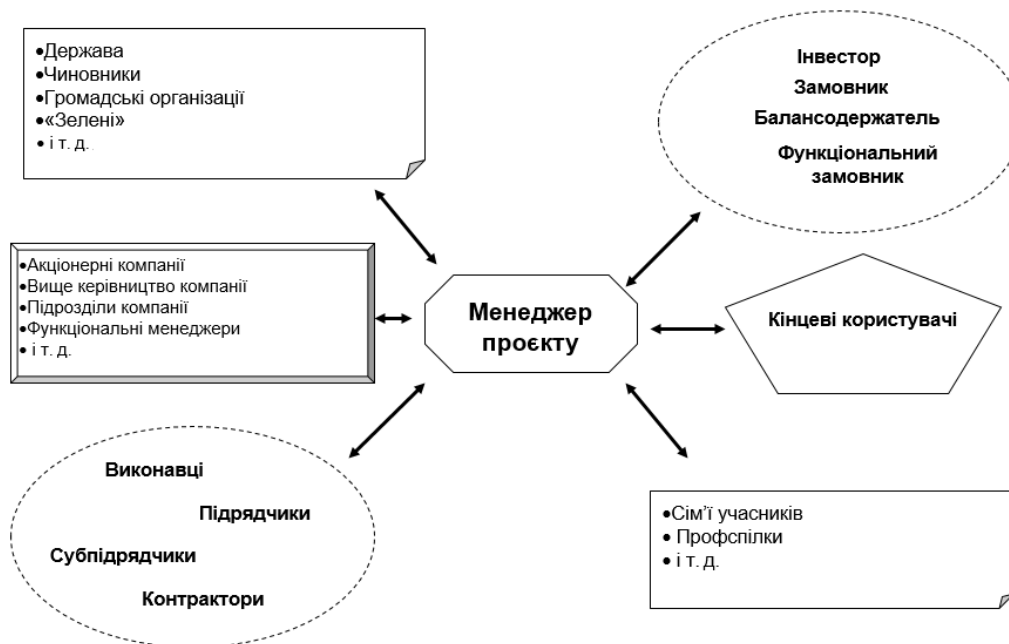 •Держава
•Чиновники
•Громадські організації
•«Зелені»
• і т. д.
Інвестор
Замовник
Балансодержатель
Функціональний
замовник
•Акціонерні компанії
•Вище керівництво компанії
•Підрозділи компанії
•Функціональні менеджери
• і т. д.
Менеджер
проєкту
Кінцеві користувачі
Виконавці
Підрядчики
Субпідрядчики
Контрактори
•Сім’ї учасників
• Профспілки
• і т. д.